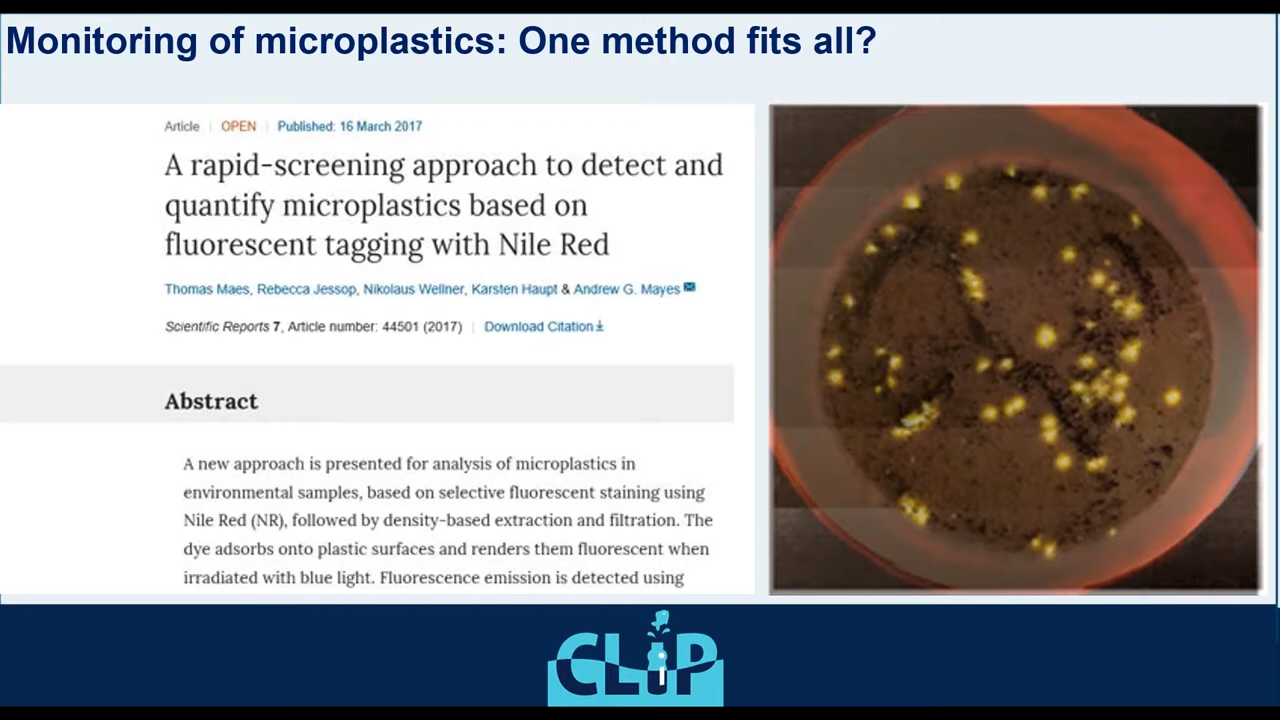 Monitoring of microplastics: One method fits all?
Article | OPEN | Published: 16 March 2017
A rapid-screening approach to detect and
quantify microplastics based on
fluorescent tagging with Nile Red
Thomas Maes, Rebecca Jessop, Nikolaus Wellner, Karsten Haupt & Andrew G. Mayes
Scientific Reports 7, Article number: 44501 (2017) | Download Citation
Abstract
A new approach is presented for analysis of microplastics in
environmental samples, based on selective fluorescent staining using
Nile Red (NR), followed by density-based extraction and filtration. The
dye adsorbs onto plastic surfaces and renders them fluorescent when
irradiated with blue light. Fluorescence emission is detected using
CLiP